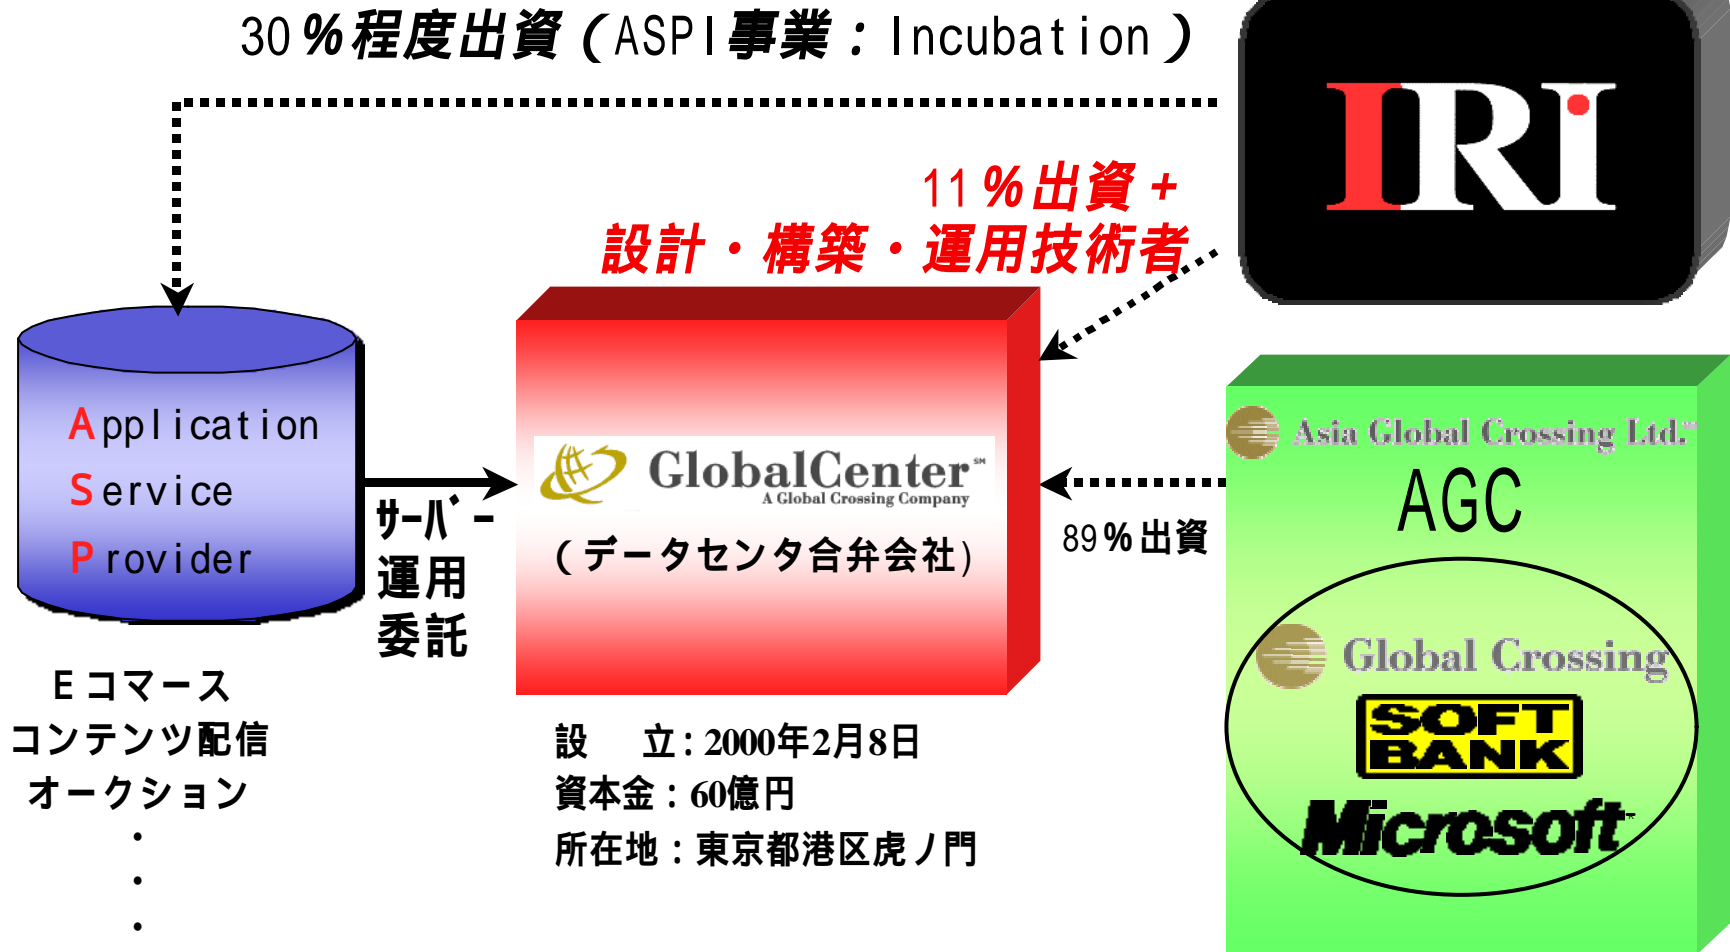 30%程度出資(ASPI事業:Incubation)
IRI
11%出資+
設計・構築・運用技術者
Application
Service
Provider
サーバー
運用
委託
GlobalCenter℠
A Global Crossing Company
(データセンタ合弁会社)
89%出資
Asia Global Crossing Ltd.™
AGC
Global Crossing
SOFT
BANK
Microsoft
Eコマース
コンテンツ配信
オークション
・
・
・
設 立:2000年2月8日
資本金:60億円
所在地:東京都港区虎ノ門